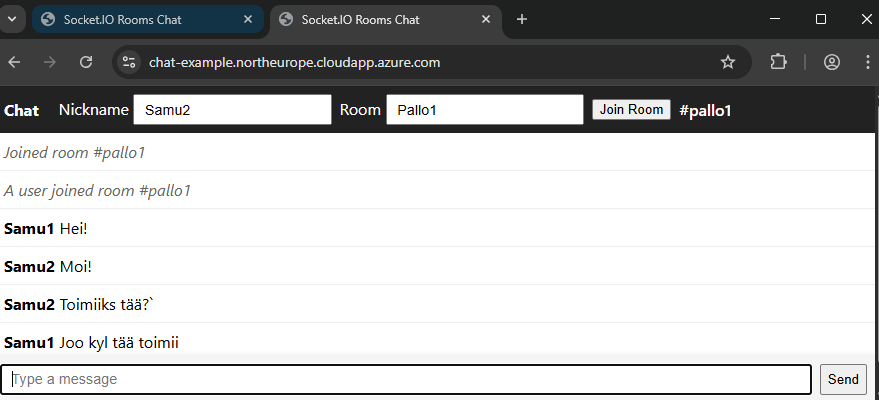 Socket.IO Rooms Chat
Socket.IO Rooms Chat
chat-example.northeurope.cloudapp.azure.com
Chat Nickname Samu2 Room Pallo1 Join Room #pallo1
Joined room #pallo1
A user joined room #pallo1
Samu1 Hei!
Samu2 Moi!
Samu2 Toimiiks tää?`
Samu1 Joo kyl tää toimii
Type a message Send